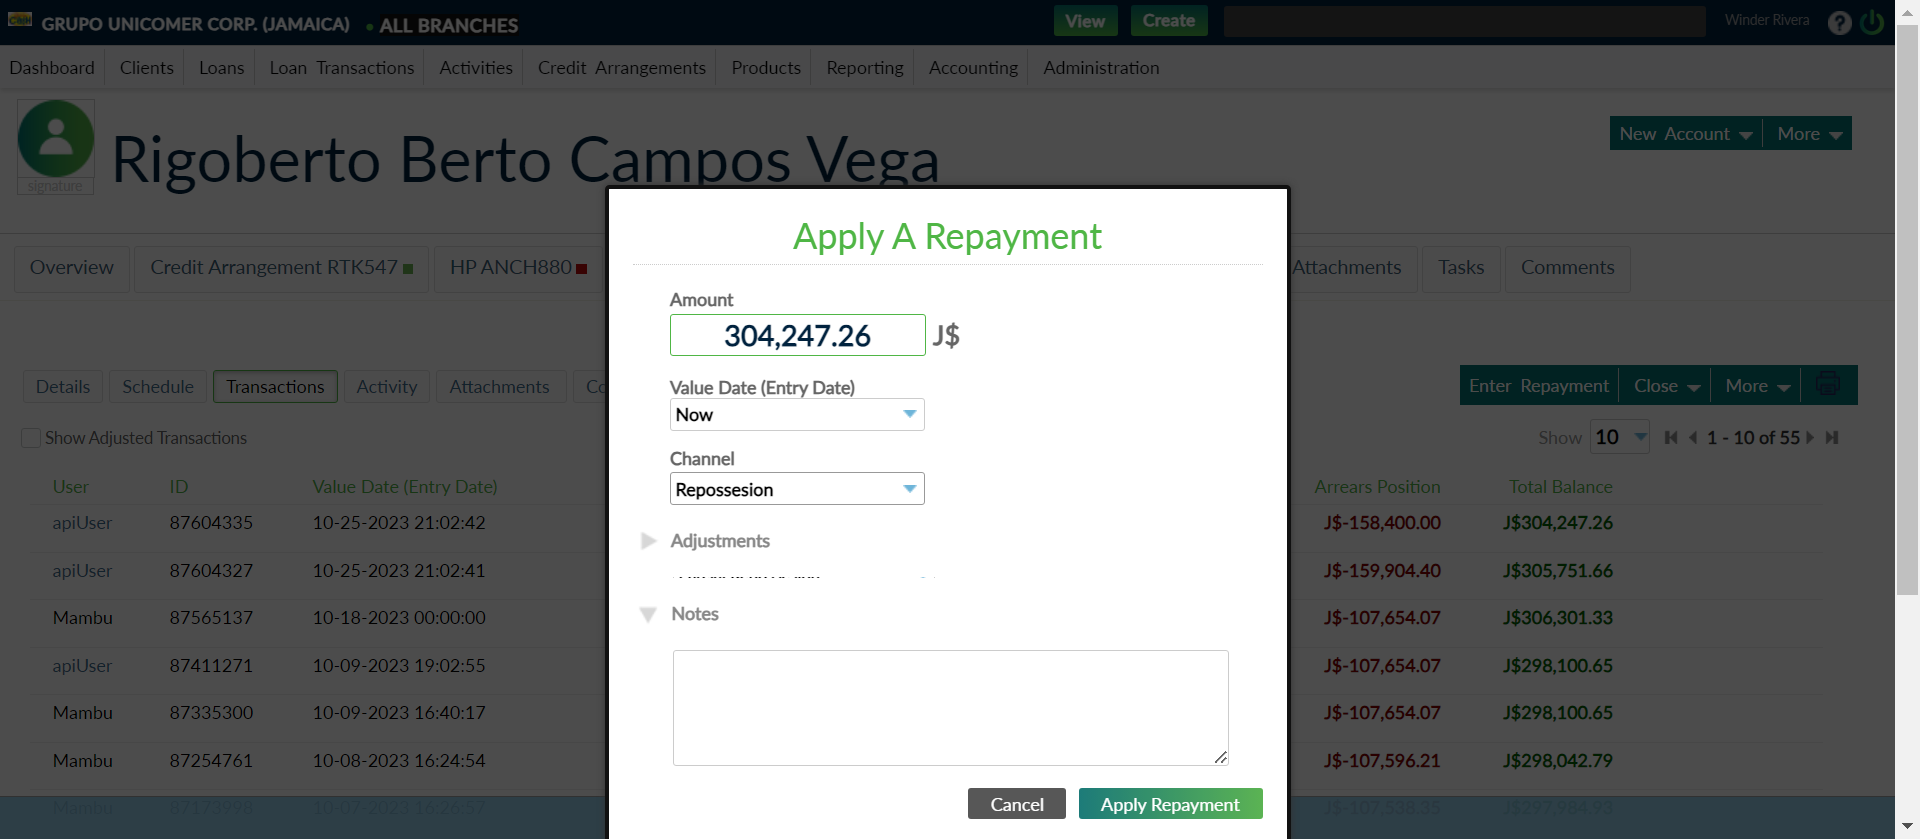 GRUPO UNICOMER CORP. (JAMAICA) • ALL BRANCHES View Create Winder Rivera ?
Dashboard Clients Loans Loan Transactions Activities Credit Arrangements Products Reporting Accounting Administration
signature
Rigoberto Berto Campos Vega
New Account More
Overview Credit Arrangement RTK547 HP ANCH880 Attachments Tasks Comments
Details Schedule Transactions Activity Attachments
Enter Repayment Close More
Show Adjusted Transactions
Show 10 1 - 10 of 55
User ID Value Date (Entry Date) Arrears Position Total Balance
apiUser 87604335 10-25-2023 21:02:42 J$-158,400.00 J$304,247.26
apiUser 87604327 10-25-2023 21:02:41 J$-159,904.40 J$305,751.66
Mambu 87565137 10-18-2023 00:00:00 J$-107,654.07 J$306,301.33
apiUser 87411271 10-09-2023 19:02:55 J$-107,654.07 J$298,100.65
Mambu 87335300 10-09-2023 16:40:17 J$-107,654.07 J$298,100.65
Mambu 87254761 10-08-2023 16:24:54 J$-107,596.21 J$298,042.79
Mambu 87173998 10-07-2023 16:26:57 J$-107,538.35 J$297,984.93
Apply A Repayment
Amount
304,247.26 J$
Value Date (Entry Date)
Now
Channel
Repossesion
Adjustments
Notes
Cancel Apply Repayment